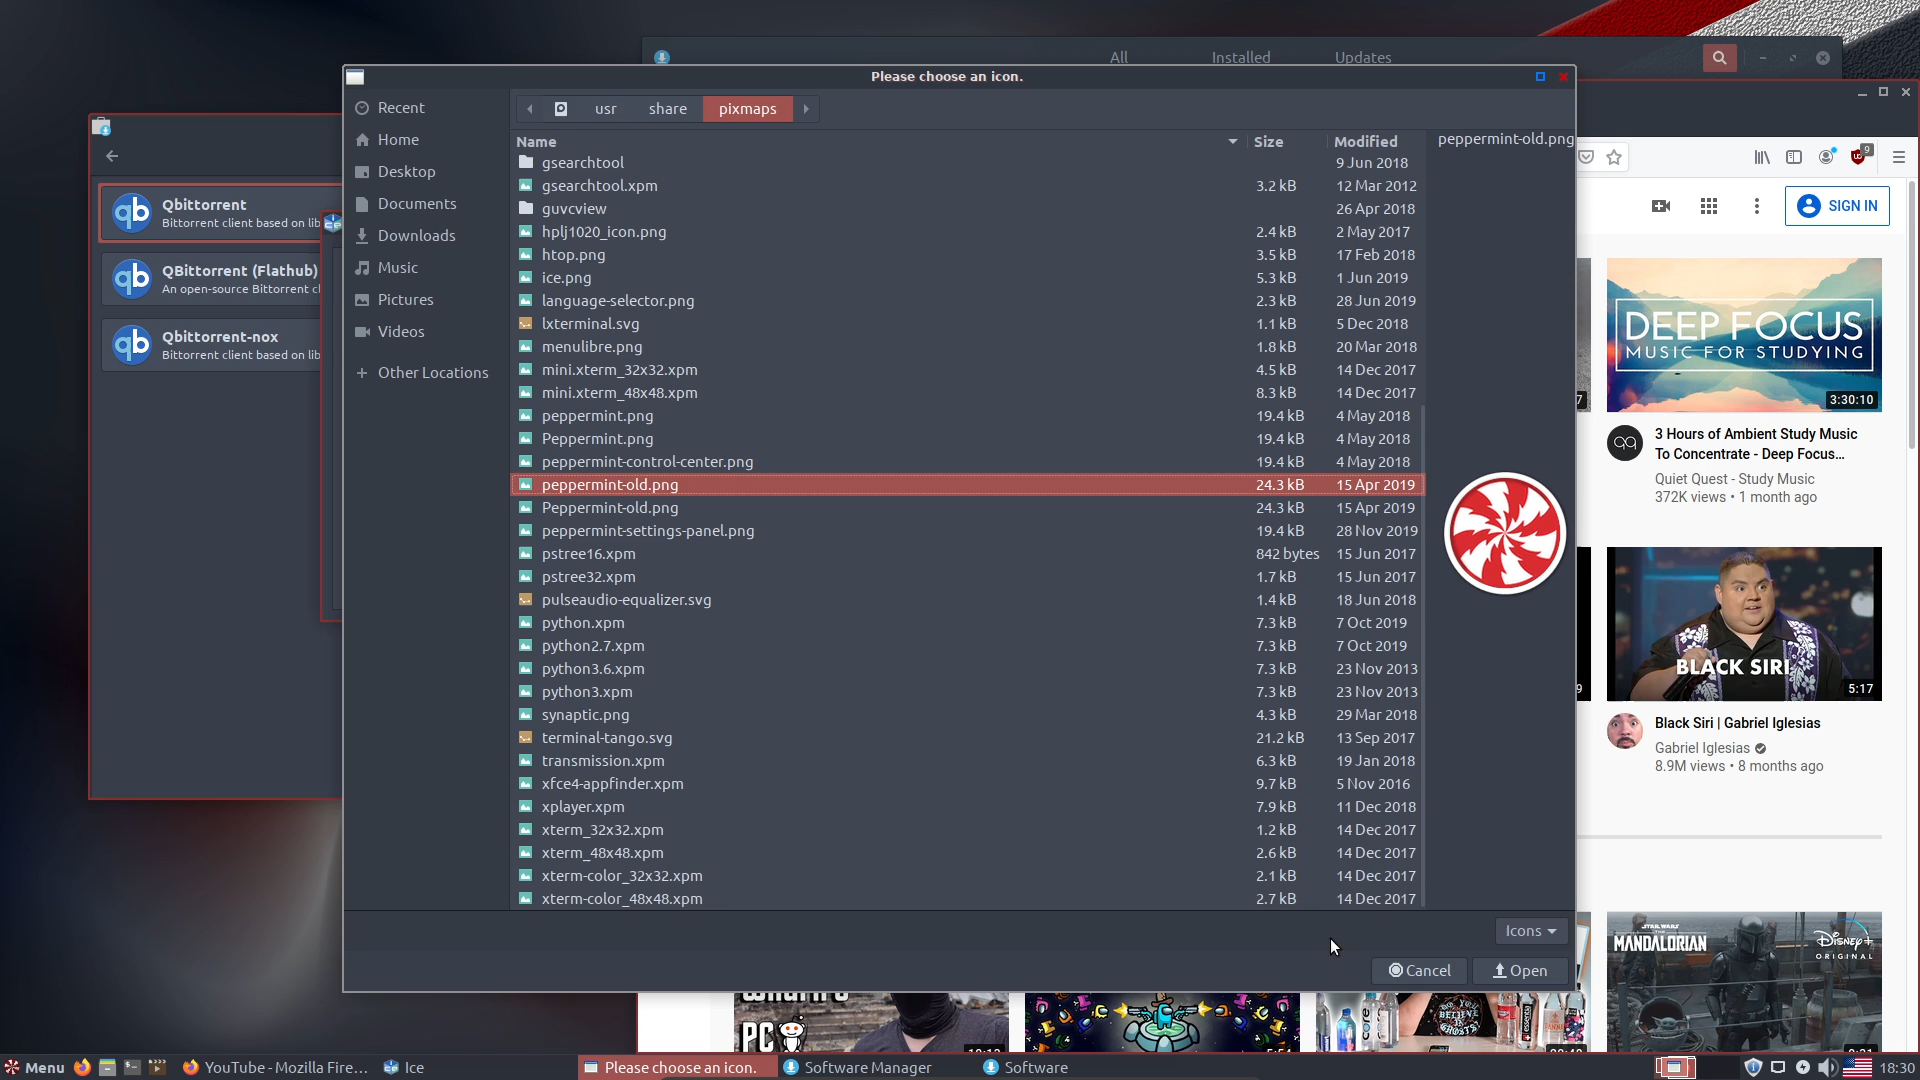 All Installed Updates
Please choose an icon.
Recent
Home
Desktop
Documents
Downloads
Music
Pictures
Videos
Other Locations
usr share pixmaps
Name Size Modified
gsearchtool 9 Jun 2018
gsearchtool.xpm 3.2 kB 12 Mar 2012
guvcview 26 Apr 2018
hplj1020_icon.png 2.4 kB 2 May 2017
htop.png 3.5 kB 17 Feb 2018
ice.png 5.3 kB 1 Jun 2019
language-selector.png 2.3 kB 28 Jun 2019
lxterminal.svg 1.1 kB 5 Dec 2018
menulibre.png 1.8 kB 20 Mar 2018
mini.xterm_32x32.xpm 4.5 kB 14 Dec 2017
mini.xterm_48x48.xpm 8.3 kB 14 Dec 2017
peppermint.png 19.4 kB 4 May 2018
Peppermint.png 19.4 kB 4 May 2018
peppermint-control-center.png 19.4 kB 4 May 2018
peppermint-old.png 24.3 kB 15 Apr 2019
Peppermint-old.png 24.3 kB 15 Apr 2019
peppermint-settings-panel.png 19.4 kB 28 Nov 2019
pstree16.xpm 842 bytes 15 Jun 2017
pstree32.xpm 1.7 kB 15 Jun 2017
pulseaudio-equalizer.svg 1.4 kB 18 Jun 2018
python.xpm 7.3 kB 7 Oct 2019
python2.7.xpm 7.3 kB 7 Oct 2019
python3.6.xpm 7.3 kB 23 Nov 2013
python3.xpm 7.3 kB 23 Nov 2013
synaptic.png 4.3 kB 29 Mar 2018
terminal-tango.svg 21.2 kB 13 Sep 2017
transmission.xpm 6.3 kB 19 Jan 2018
xfce4-appfinder.xpm 9.7 kB 5 Nov 2016
xplayer.xpm 7.9 kB 11 Dec 2018
xterm_32x32.xpm 1.2 kB 14 Dec 2017
xterm_48x48.xpm 2.6 kB 14 Dec 2017
xterm-color_32x32.xpm 2.1 kB 14 Dec 2017
xterm-color_48x48.xpm 2.7 kB 14 Dec 2017
peppermint-old.png
Icons
Cancel Open
qb Qbittorrent
Bittorrent client based on lib
qb QBittorrent (Flathub)
An open-source Bittorrent cl
qb Qbittorrent-nox
Bittorrent client based on lib
9
SIGN IN
7
DEEP FOCUS
MUSIC FOR STUDYING
3:30:10
3 Hours of Ambient Study Music
To Concentrate - Deep Focus...
Quiet Quest - Study Music
372K views • 1 month ago
9
BLACK SIRI
5:17
Black Siri | Gabriel Iglesias
Gabriel Iglesias
8.9M views • 8 months ago
STAR WARS
THE
MANDALORIAN
Disney+
ORIGINAL
PC
Menu YouTube - Mozilla Fire... Ice Please choose an icon. Software Manager Software 18:30